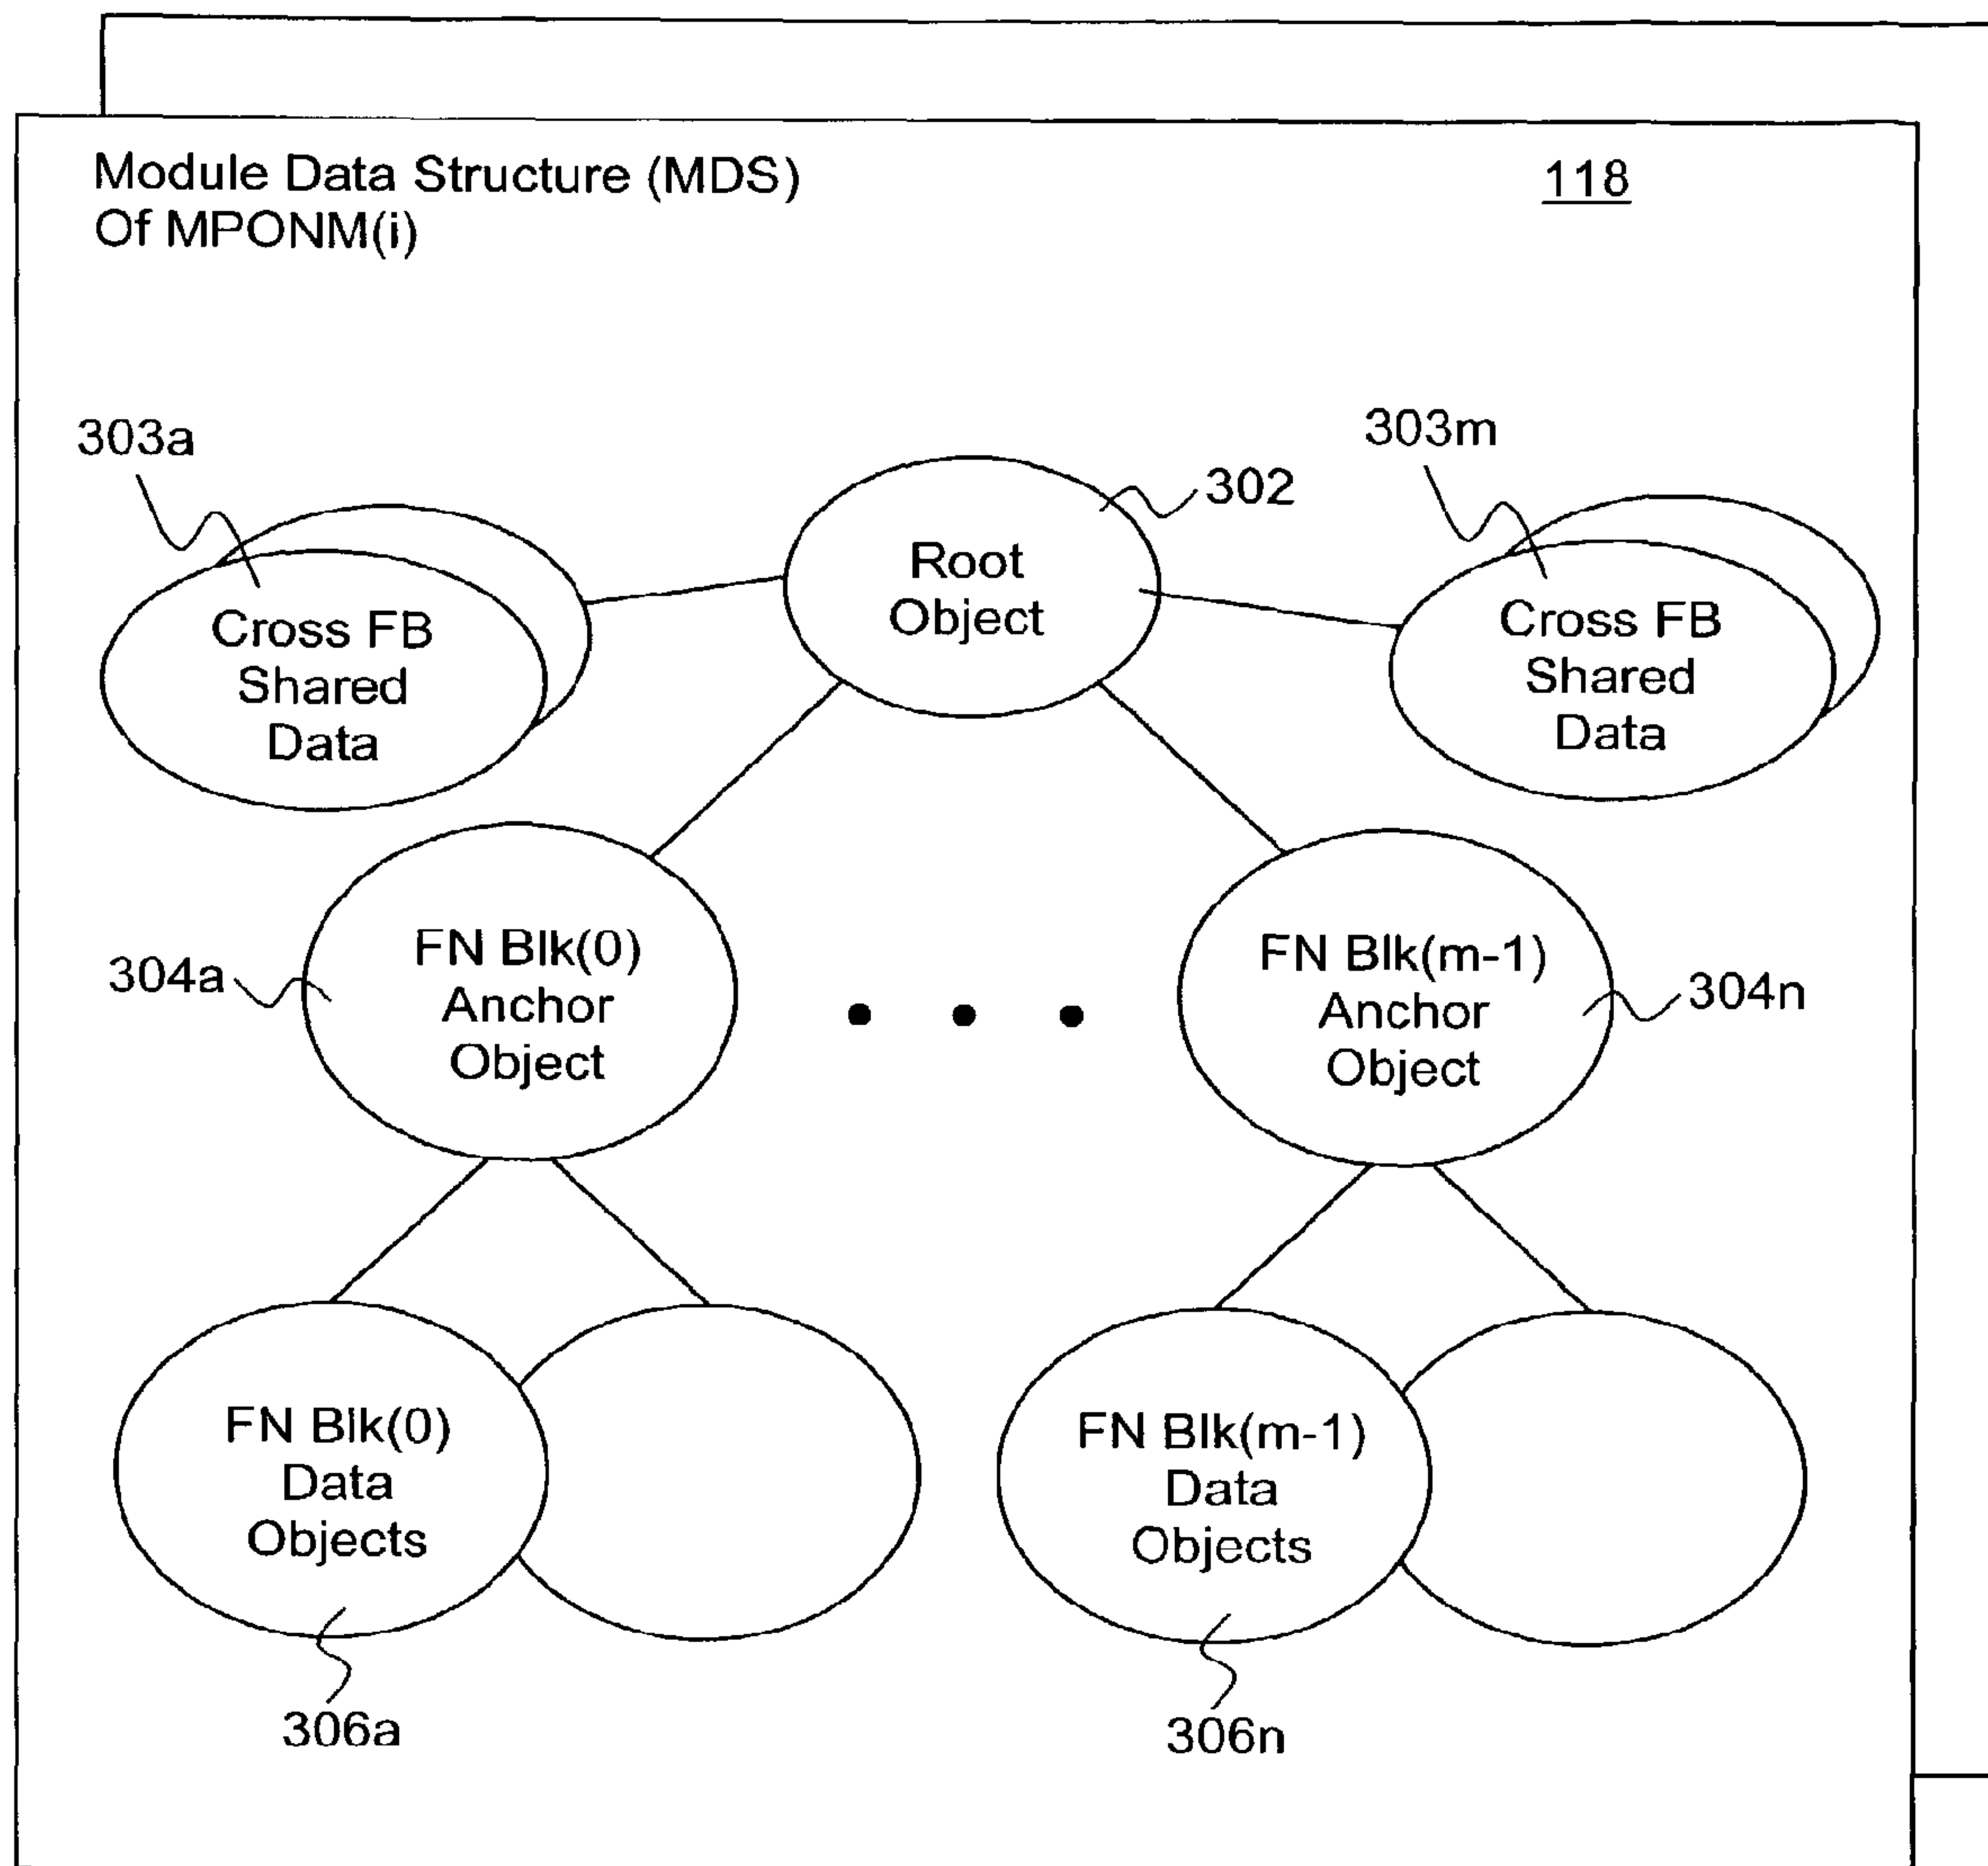 Module Data Structure (MDS)
Of MPONM(i)
118
303a
303m
302
Root
Object
Cross FB
Shared
Data
Cross FB
Shared
Data
304a
FN Blk(0)
Anchor
Object
FN Blk(m-1)
Anchor
Object
304n
FN Blk(0)
Data
Objects
FN Blk(m-1)
Data
Objects
306a
306n